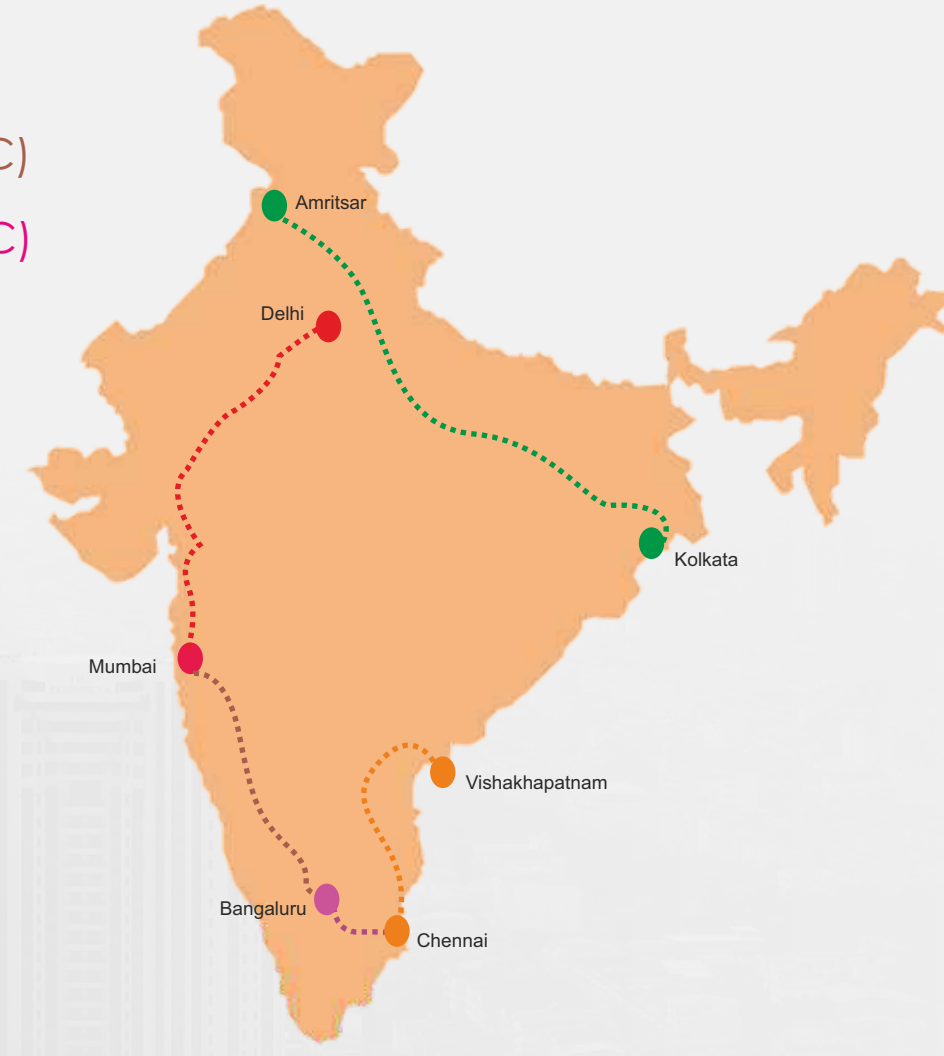 C)
Amritsar
C)
Delhi
Kolkata
Mumbai
Vishakhapatnam
Bangaluru
Chennai